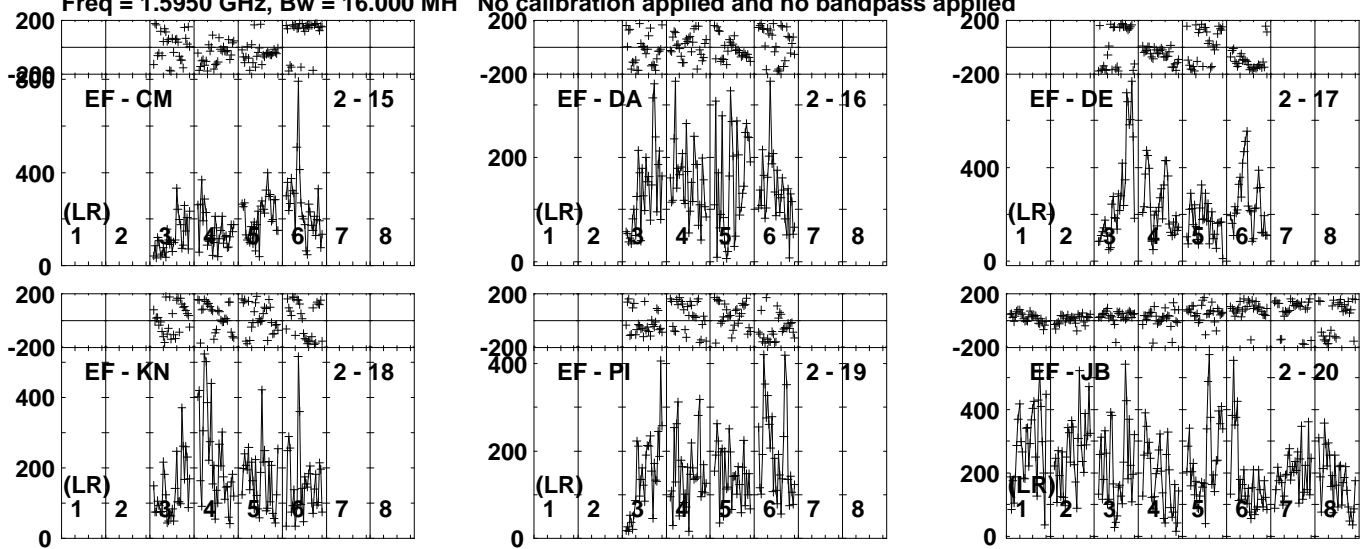 Freq = 1.5950 GHz, Bw = 16.000 MH No calibration applied and no bandpass applied
200 200 200
-200 -200 -200
800
EF - CM 2 - 15 EF - DA 2 - 16 EF - DE 2 - 17
400 200 400
200
(LR) (LR) (LR)
1 2 3 4 5 6 7 8 1 2 3 4 5 6 7 8 1 2 3 4 5 6 7 8
0 0 0
200 200 200
-200 -200 -200
400
EF - KN 2 - 18 EF - PI 2 - 19 EF - JB 2 - 20
400 400
200 200 200
(LR) (LR) (LR)
1 2 3 4 5 6 7 8 1 2 3 4 5 6 7 8 1 2 3 4 5 6 7 8
0 0 0